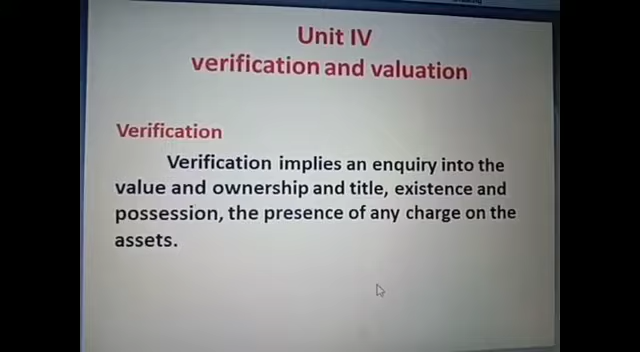 Unit IV
verification and valuation
Verification
Verification implies an enquiry into the
value and ownership and title, existence and
possession, the presence of any charge on the
assets.